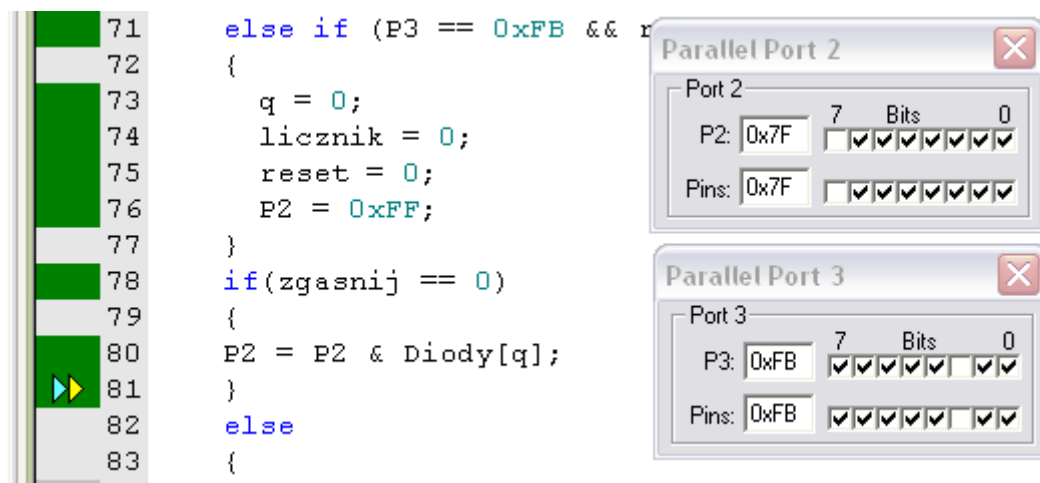 71 else if (P3 == 0xFB &&
72 {
73 q = 0;
74 licznik = 0;
75 reset = 0;
76 P2 = 0xFF;
77 }
78 if(zgasnij == 0)
79 {
80 P2 = P2 & Diody[q];
81 }
82 else
83 {
Parallel Port 2
Port 2
7 Bits 0
P2: 0x7F
Pins: 0x7F
Parallel Port 3
Port 3
7 Bits 0
P3: 0xFB
Pins: 0xFB